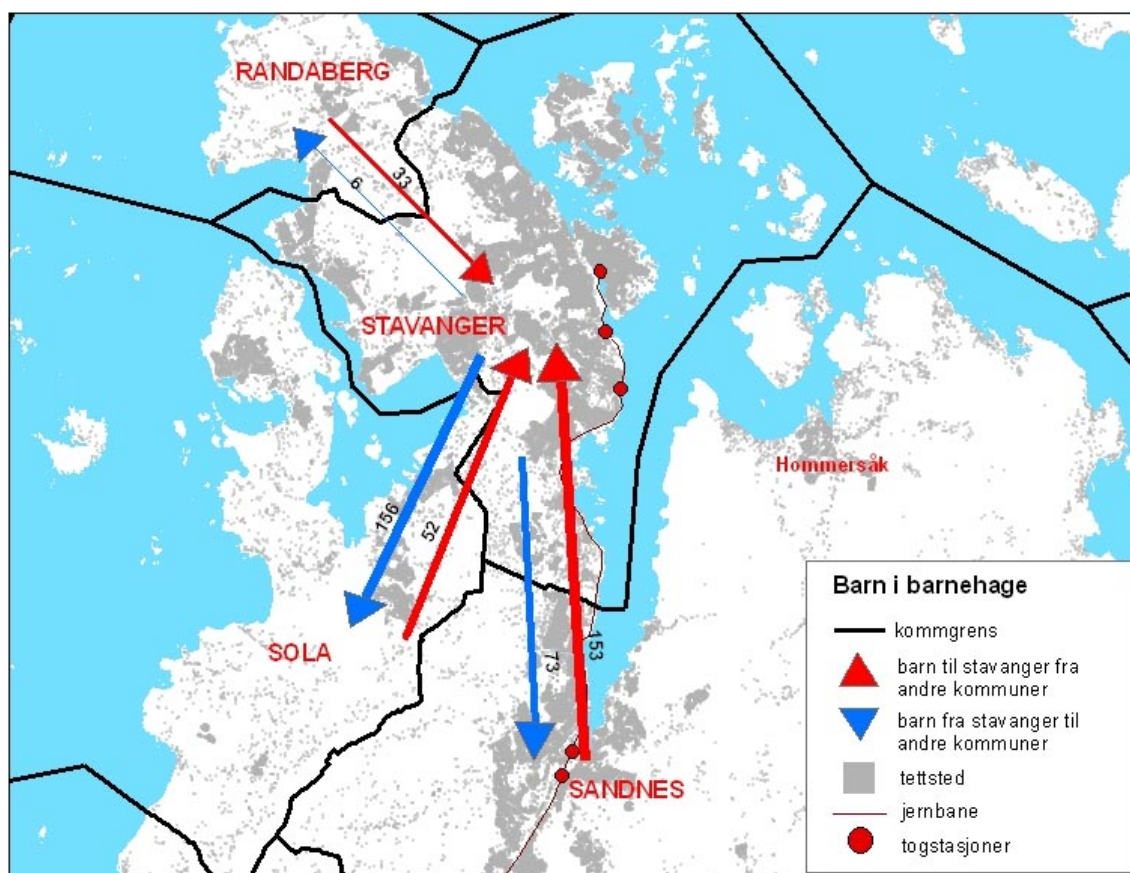 RANDABERG
33
6
STAVANGER
Hommersåk
156
52
SOLA
73
153
SANDNES
Barn i barnehage
kommgrens
barn til stavanger fra
andre kommuner
barn fra stavanger til
andre kommuner
tettsted
jernbane
togstasjoner